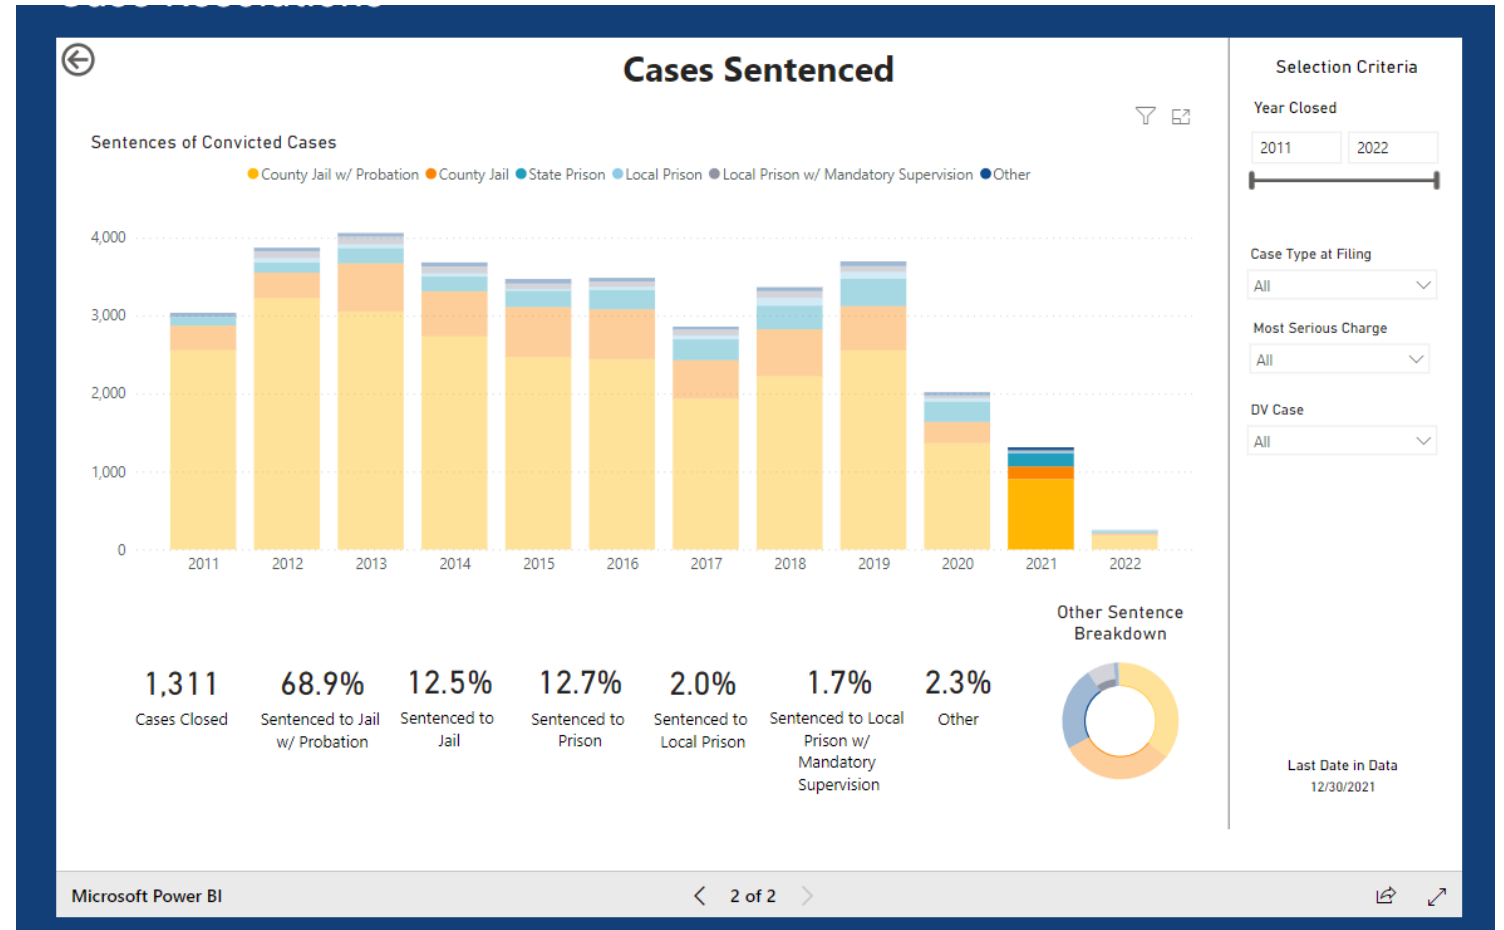 Cases Sentenced
Selection Criteria
Year Closed
2011 2022
Sentences of Convicted Cases
County Jail w/ Probation County Jail State Prison Local Prison Local Prison w/ Mandatory Supervision Other
4,000
3,000
2,000
1,000
0
2011 2012 2013 2014 2015 2016 2017 2018 2019 2020 2021 2022
Case Type at Filing
All
Most Serious Charge
All
DV Case
All
Other Sentence
Breakdown
1,311
Cases Closed
68.9%
Sentenced to Jail
w/ Probation
12.5%
Sentenced to
Jail
12.7%
Sentenced to
Prison
2.0%
Sentenced to
Local Prison
1.7%
Sentenced to Local
Prison w/
Mandatory
Supervision
2.3%
Other
Last Date in Data
12/30/2021
Microsoft Power BI
2 of 2